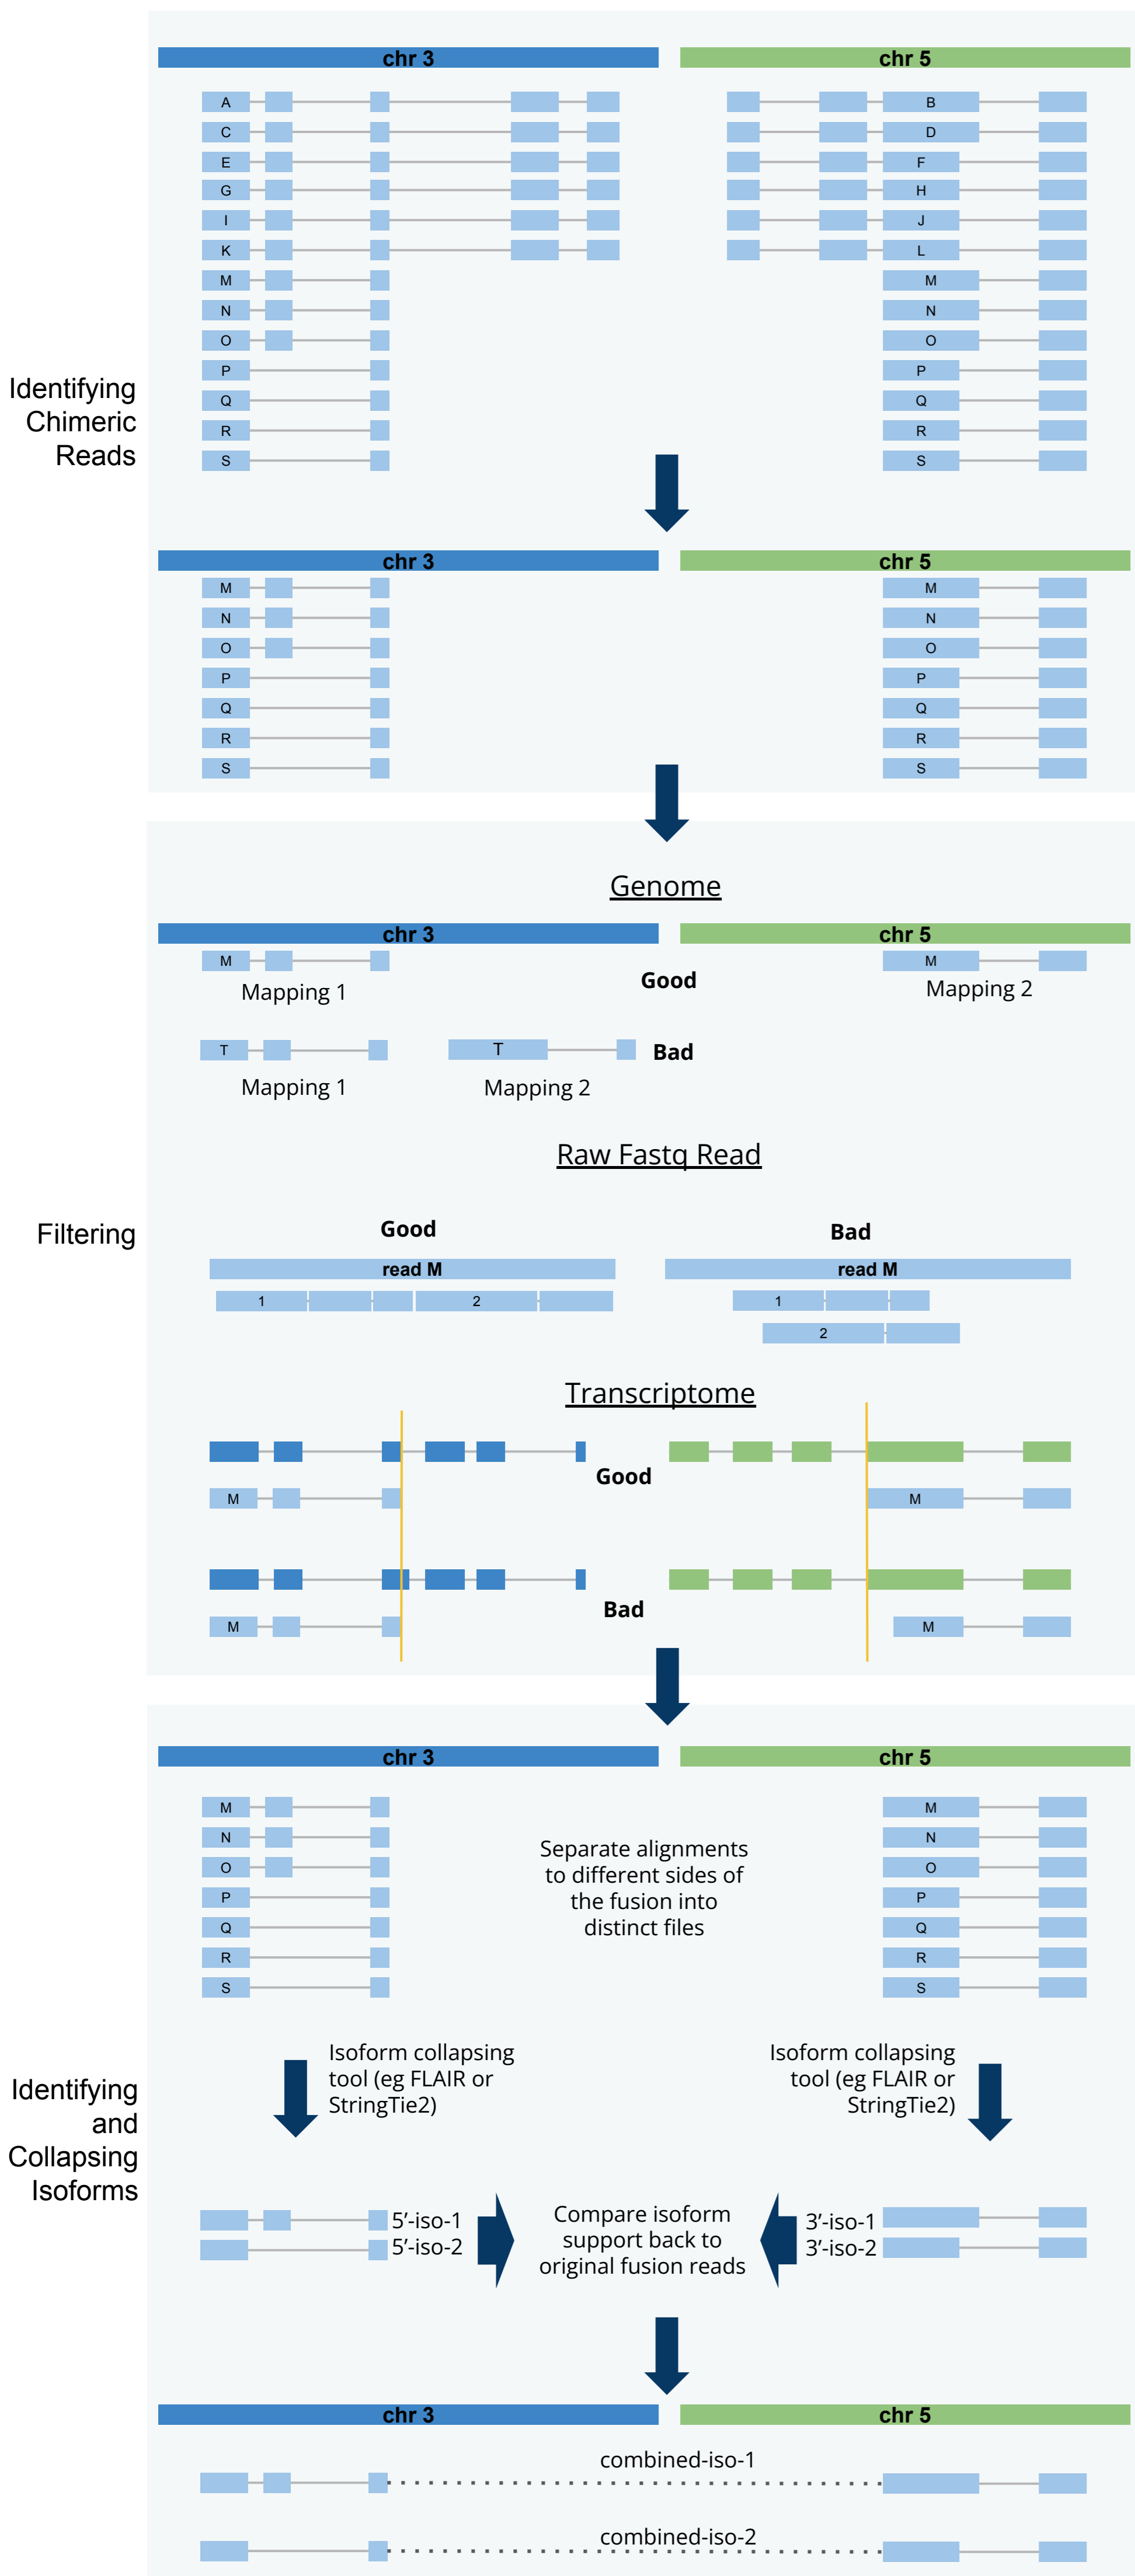 chr 3 chr 5
A B
C D
E F
G H
I J
K L
M M
N N
O O
P P
Q Q
R R
S S
Identifying
Chimeric
Reads
chr 3 chr 5
M M
N N
O O
P P
Q Q
R R
S S
Genome
chr 3 chr 5
M M
Good
Mapping 1 Mapping 2
T T Bad
Mapping 1 Mapping 2
Raw Fastq Read
Filtering
Good Bad
read M read M
1 2 1
2
Transcriptome
Good
M M
Bad
M M
chr 3 chr 5
M M
N N
O O
P P
Q Q
R R
S S
Separate alignments
to different sides of
the fusion into
distinct files
Identifying
and
Collapsing
Isoforms
Isoform collapsing
tool (eg FLAIR or
StringTie2)
Isoform collapsing
tool (eg FLAIR or
StringTie2)
5’-iso-1
5’-iso-2
Compare isoform
support back to
original fusion reads
3’-iso-1
3’-iso-2
chr 3 chr 5
combined-iso-1
combined-iso-2